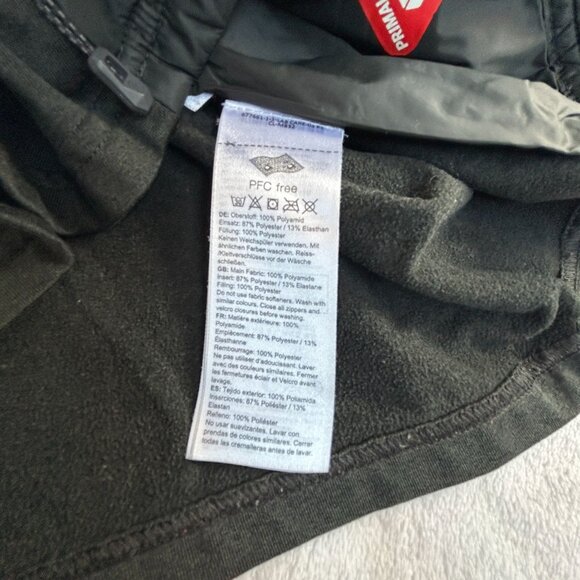 PRIMAL
PFC free
DE: Oberstoff: 100% Polyamid
Einsatz: 87% Polyester / 13% Elasthan
Füllung: 100% Polyester
Keinen Weichspüler verwenden. Mit
ähnlichen Farben waschen. Reiss-
/Klettverschlüsse vor der Wäsche
schließen.
GB: Main Fabric: 100% Polyamide
Insert: 87% Polyester / 13% Elastane
Filling: 100% Polyester
Do not use fabric softeners. Wash with
similar colours. Close all zippers and
velcro closures before washing.
FR: Matière extérieure: 100%
Polyamide
Emplècement: 87% Polyester / 13%
Élasthanne
Rembourrage: 100% Polyester
Ne pas utiliser d'adoucissant. Laver
avec des couleurs similaires. Fermer
les fermetures éclair et Velcro avant
lavage.
ES: Tejido exterior: 100% Poliamida
Inserciones: 87% Poliéster / 13%
Elastan
Relleno: 100% Poliéster
No usar suavizantes. Lavar con
prendas de colores similares. Cerrar
todas las cremalleras antes de lavar.